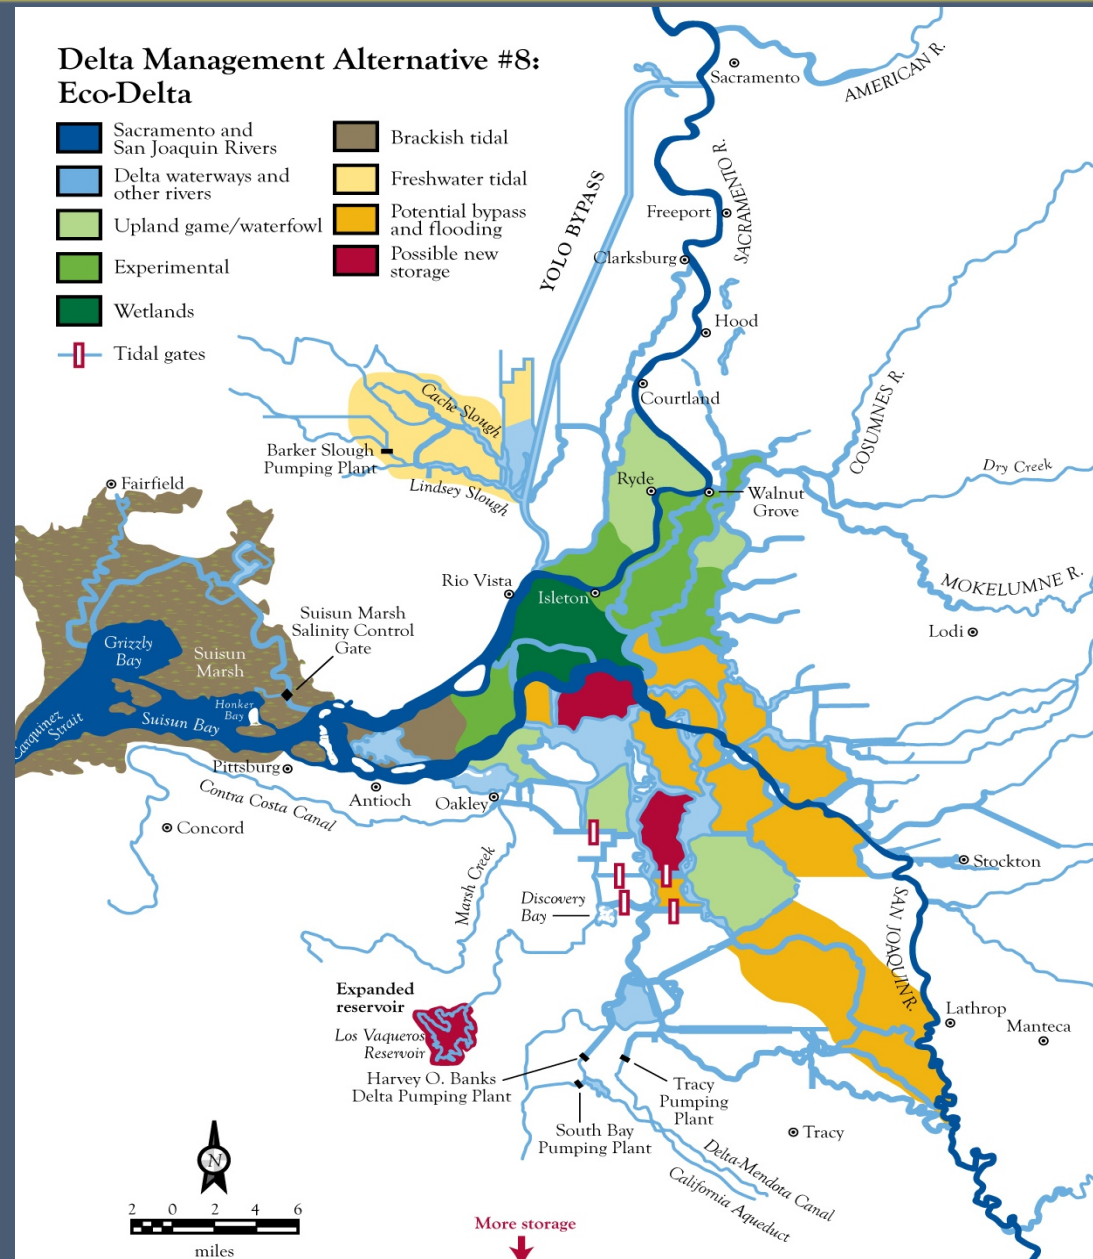 Delta Management Alternative #8:
Eco-Delta
Sacramento and
San Joaquin Rivers
Delta waterways and
other rivers
Upland game/waterfowl
Experimental
Wetlands
Tidal gates
Brackish tidal
Freshwater tidal
Potential bypass
and flooding
Possible new
storage
Sacramento
AMERICAN R.
SACRAMENTO R.
YOLO BYPASS
Freeport
Clarksburg
Hood
Courtland
COSUMNES R.
Dry Creek
Cache Slough
Barker Slough
Pumping Plant
Lindsey Slough
Ryde
Walnut
Grove
Fairfield
MOKELUMNE R.
Lodi
Rio Vista
Isleton
Suisun Marsh
Salinity Control
Gate
Grizzly
Bay
Suisun
Marsh
Honker
Bay
Suisun Bay
Carquinez
Strait
Pittsburg
Antioch
Oakley
Contra Costa Canal
Concord
Marsh Creek
Discovery
Bay
Stockton
SAN JOAQUIN R.
Expanded
reservoir
Los Vaqueros
Reservoir
Lathrop
Manteca
Harvey O. Banks
Delta Pumping Plant
Tracy
Pumping
Plant
South Bay
Pumping Plant
Tracy
Delta-Mendota Canal
California Aqueduct
N
2 0 2 4 6
miles
More storage